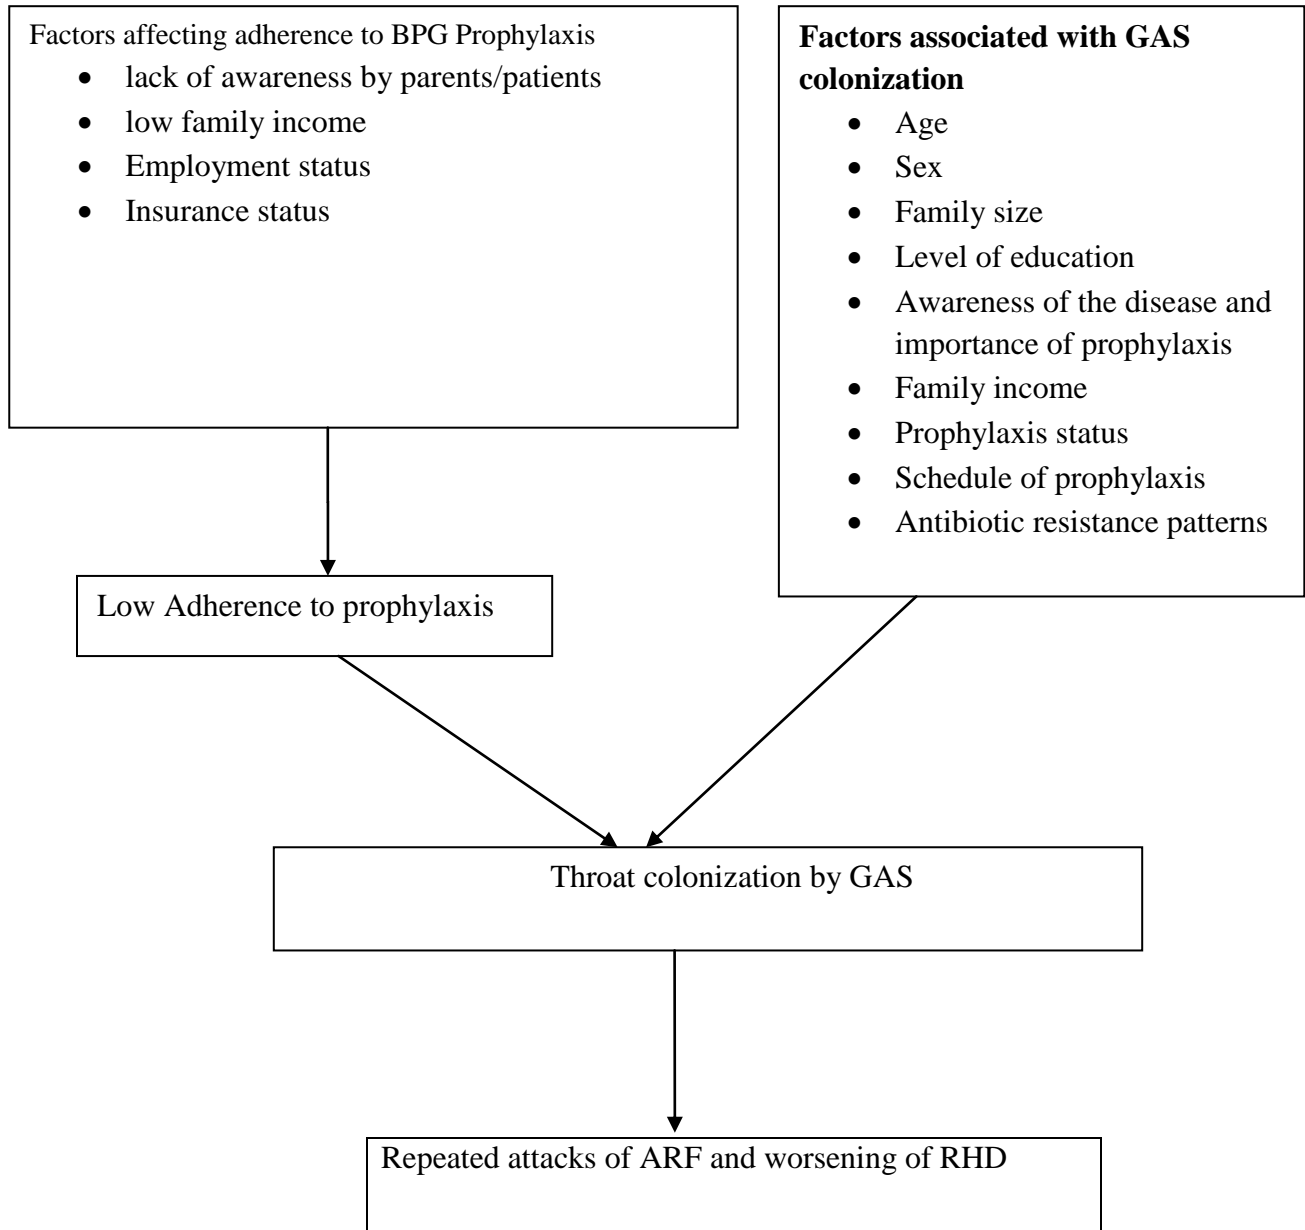 Factors affecting adherence to BPG Prophylaxis
• lack of awareness by parents/patients
• low family income
• Employment status
• Insurance status
Factors associated with GAS
colonization
• Age
• Sex
• Family size
• Level of education
• Awareness of the disease and
importance of prophylaxis
• Family income
• Prophylaxis status
• Schedule of prophylaxis
• Antibiotic resistance patterns
Low Adherence to prophylaxis
Throat colonization by GAS
Repeated attacks of ARF and worsening of RHD